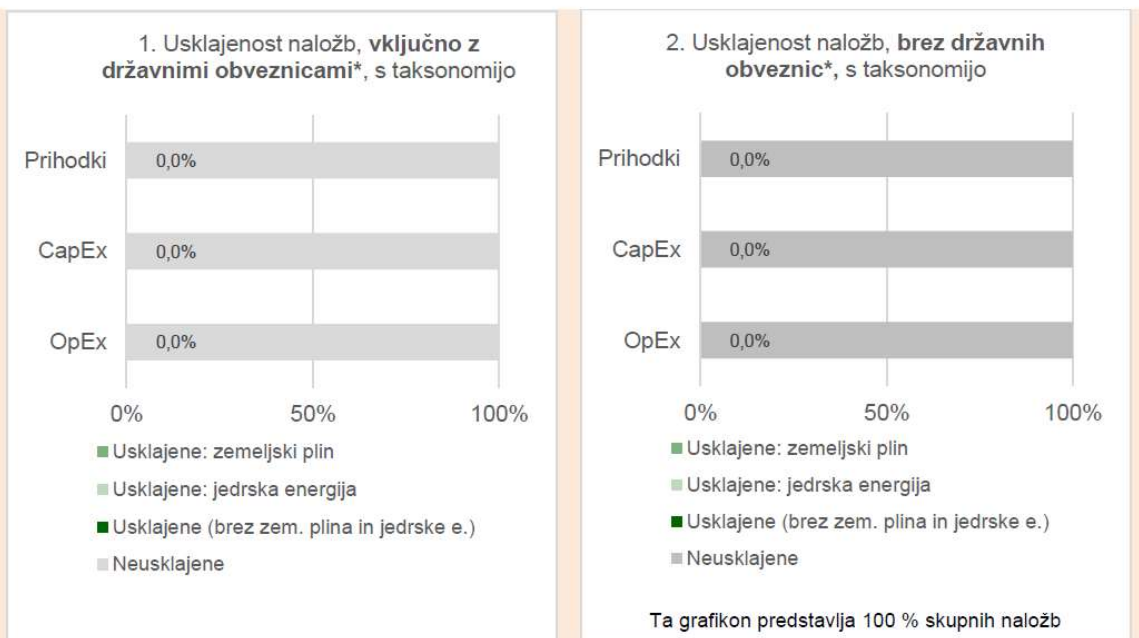 1. Usklajenost naložb, vključno z
državnimi obveznicami*, s taksonomijo
Prihodki
0,0%
CapEx
0,0%
OpEx
0,0%
0%
50%
100%
Usklajene: zemeljski plin
Usklajene: jedrska energija
Usklajene (brez zem. plina in jedrske e.)
Neusklajene
2. Usklajenost naložb, brez državnih
obveznic*, s taksonomijo
Prihodki
0,0%
CapEx
0,0%
OpEx
0,0%
0%
50%
100%
Usklajene: zemeljski plin
Usklajene: jedrska energija
Usklajene (brez zem. plina in jedrske e.)
Neusklajene
Ta grafikon predstavlja 100 % skupnih naložb